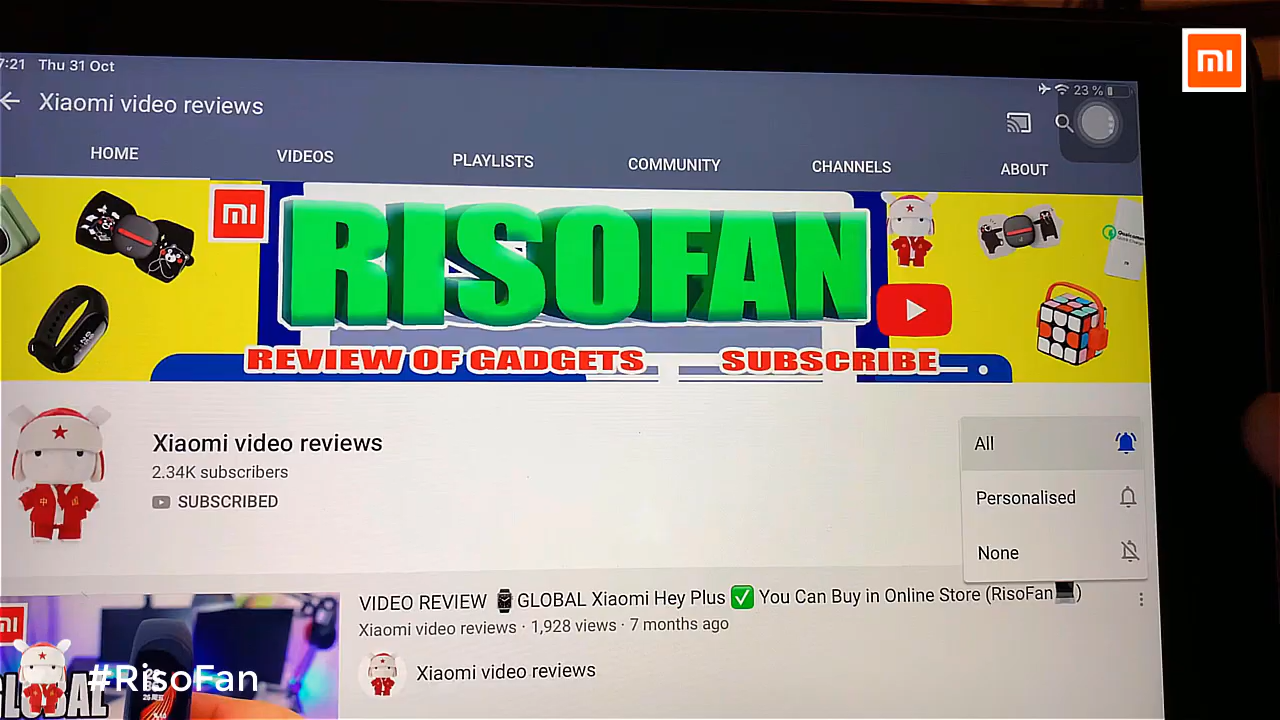 7:21 Thu 31 Oct
23 %
Xiaomi video reviews
HOME VIDEOS PLAYLISTS COMMUNITY CHANNELS ABOUT
RISOFAN
REVIEW OF GADGETS SUBSCRIBE
Xiaomi video reviews
2.34K subscribers
SUBSCRIBED
All
Personalised
None
VIDEO REVIEW ⌚ GLOBAL Xiaomi Hey Plus ✅ You Can Buy in Online Store (RisoFan💻)
Xiaomi video reviews · 1,928 views · 7 months ago
Xiaomi video reviews
GLOBAL
#RisoFan
mi
mi
mi